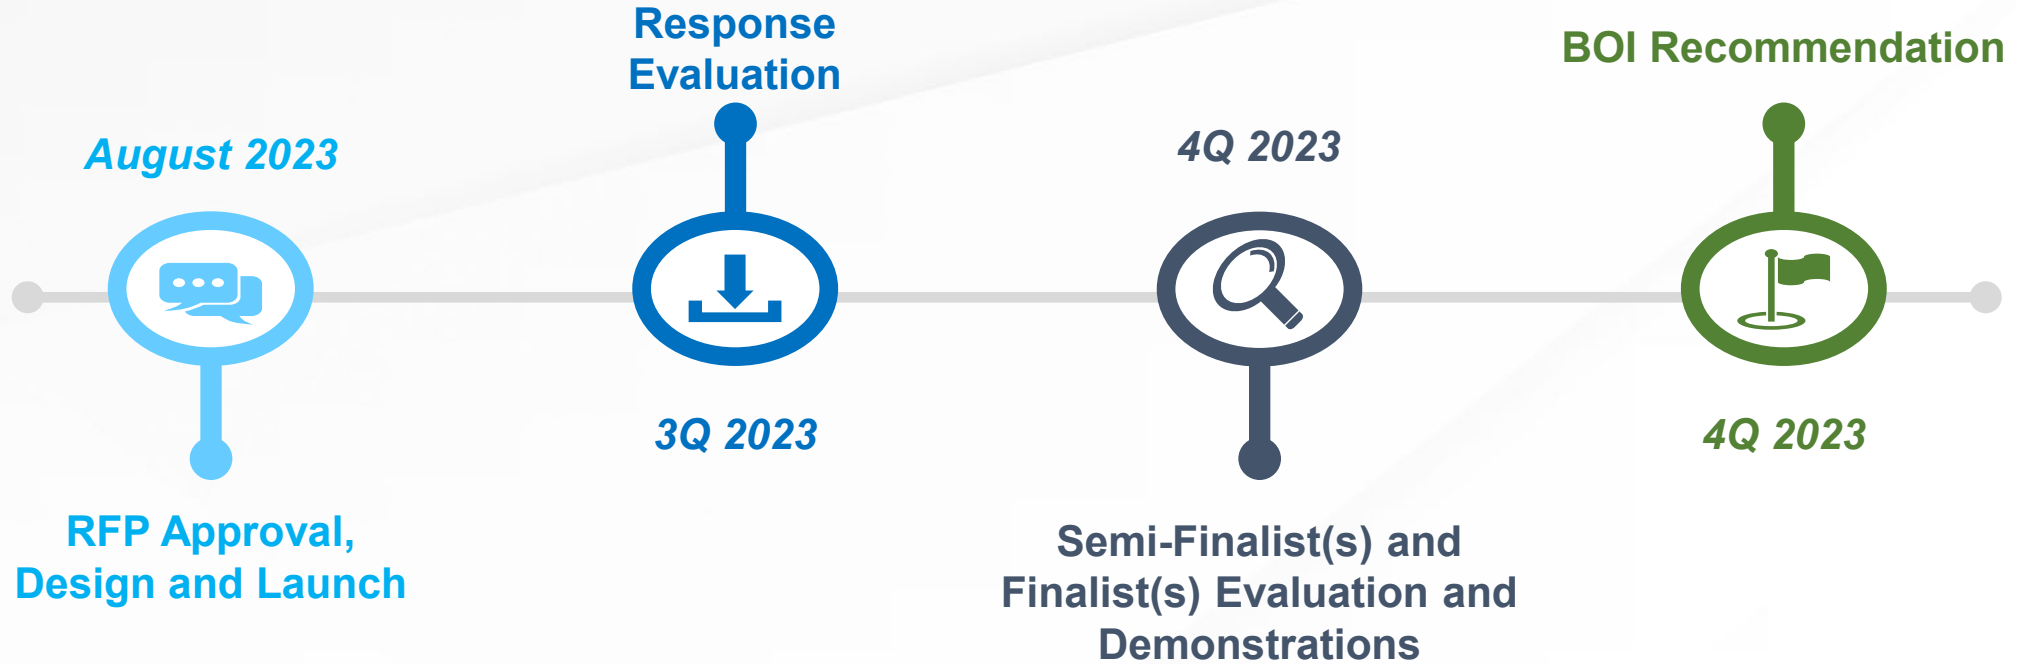 August 2023
RFP Approval,
Design and Launch
Response
Evaluation
3Q 2023
4Q 2023
Semi-Finalist(s) and
Finalist(s) Evaluation and
Demonstrations
BOI Recommendation
4Q 2023